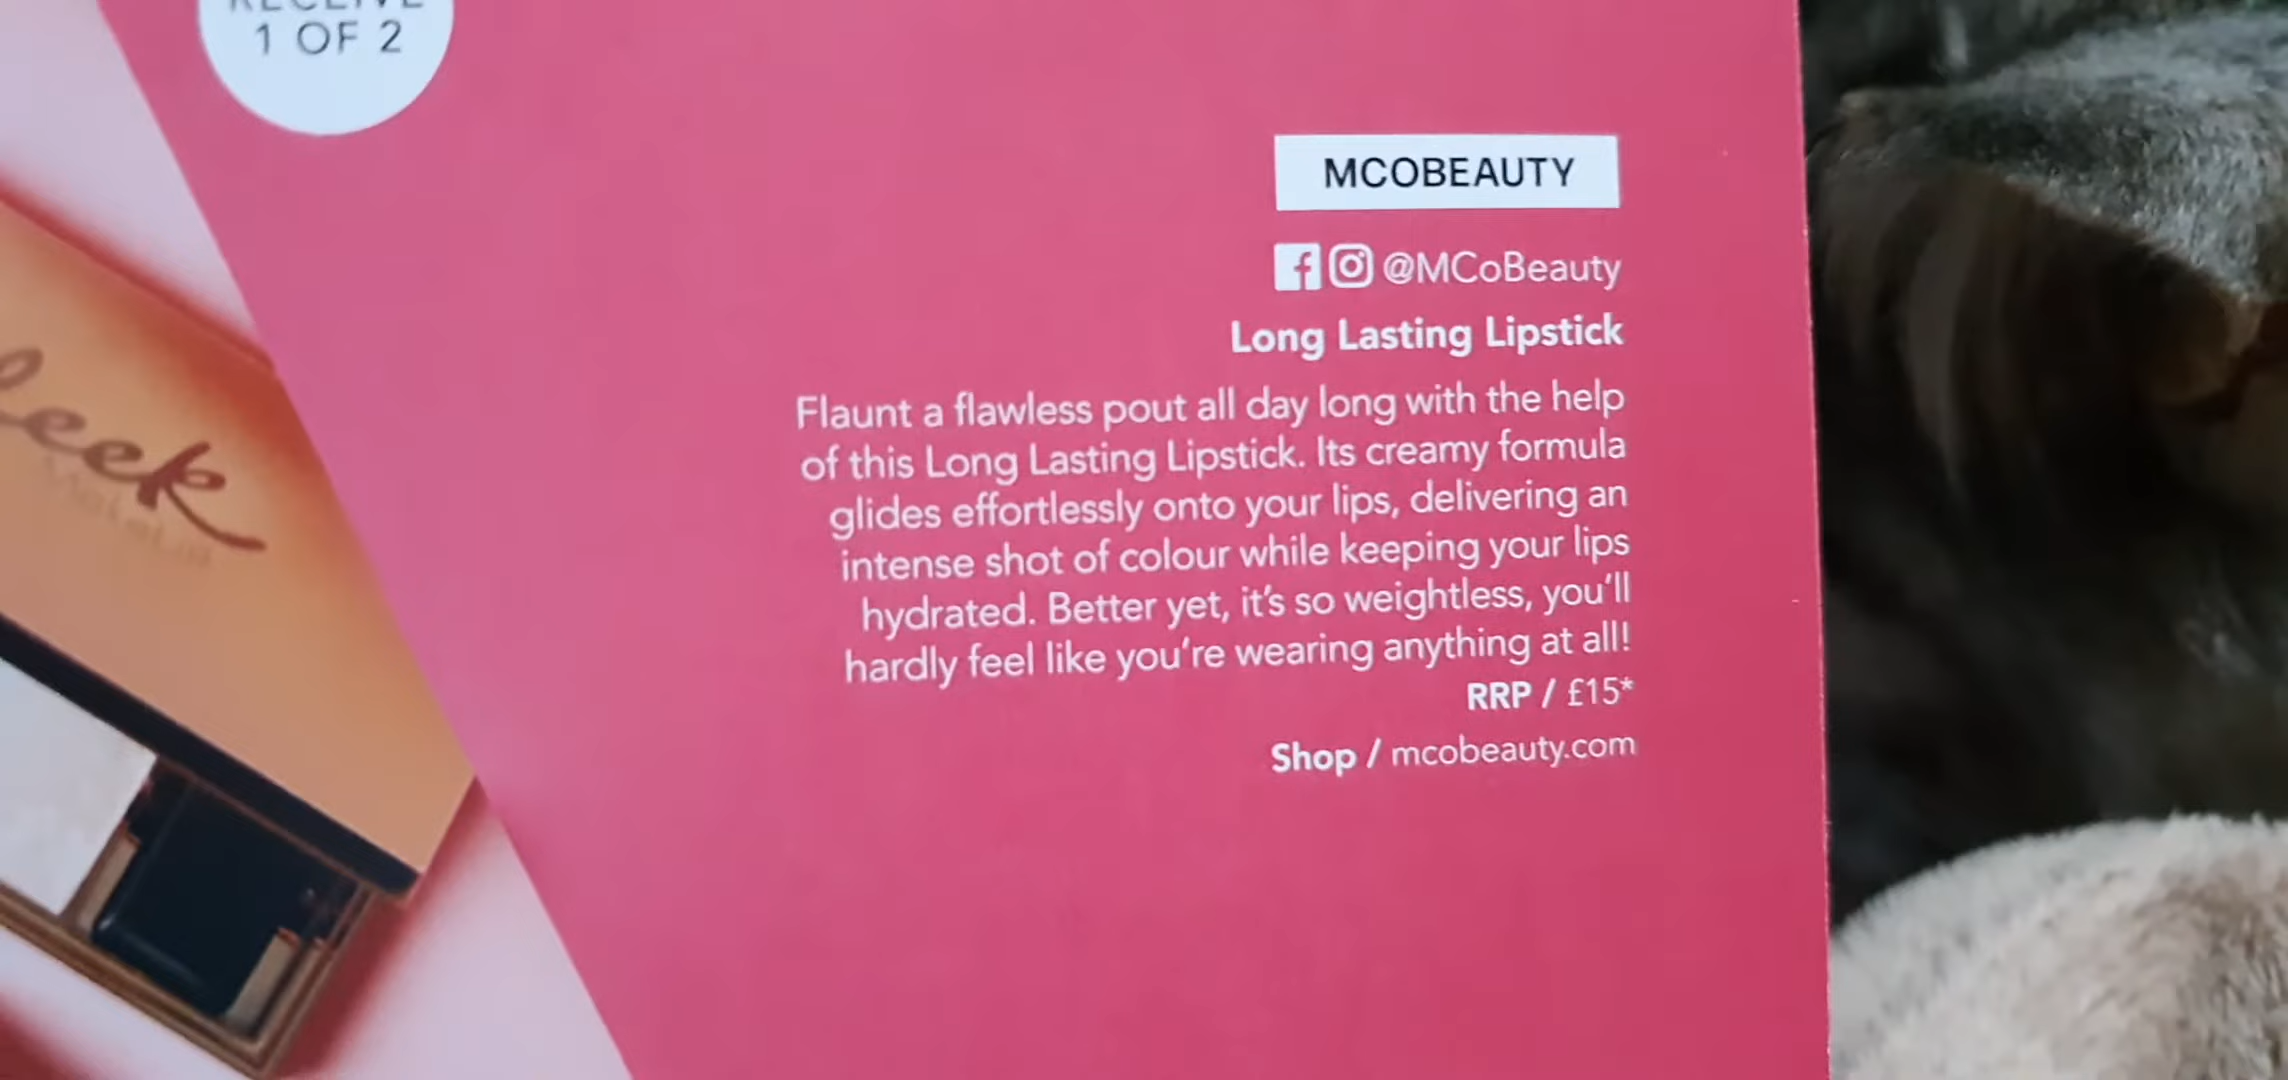 RECEIVE
1 OF 2
MCOBEAUTY
@MCoBeauty
Long Lasting Lipstick
Flaunt a flawless pout all day long with the help
of this Long Lasting Lipstick. Its creamy formula
glides effortlessly onto your lips, delivering an
intense shot of colour while keeping your lips
hydrated. Better yet, it's so weightless, you'll
hardly feel like you're wearing anything at all!
RRP / £15*
Shop / mcobeauty.com